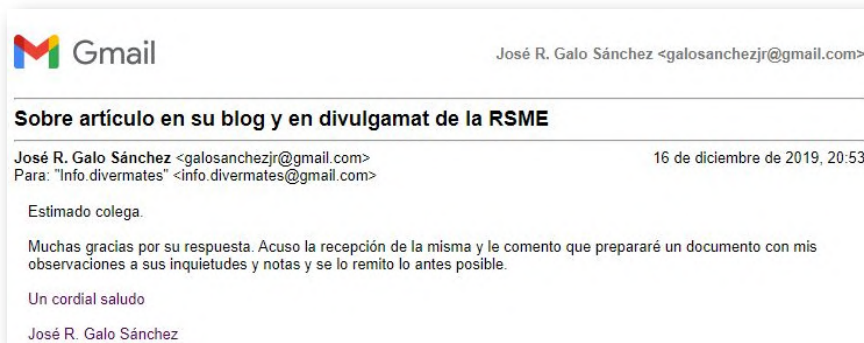 Gmail
José R. Galo Sánchez <galosanchezjr@gmail.com>
Sobre artículo en su blog y en divulgamat de la RSME
José R. Galo Sánchez <galosanchezjr@gmail.com>
16 de diciembre de 2019, 20:53
Para: "Info.divermates" <info.divermates@gmail.com>
Estimado colega.
Muchas gracias por su respuesta. Acuso la recepción de la misma y le comento que prepararé un documento con mis
observaciones a sus inquietudes y notas y se lo remito lo antes posible.
Un cordial saludo
José R. Galo Sánchez